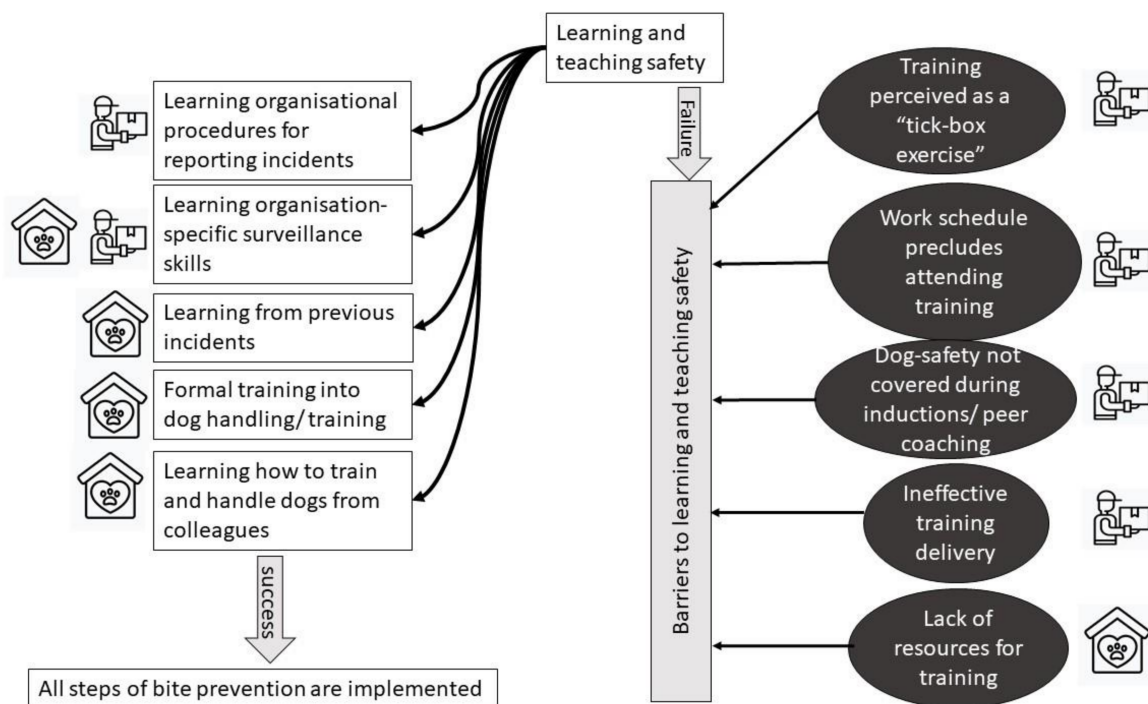 Learning and
teaching safety
Learning organisational
procedures for
reporting incidents
Learning organisation-
specific surveillance
skills
Learning from previous
incidents
Formal training into
dog handling/ training
Learning how to train
and handle dogs from
colleagues
success
All steps of bite prevention are implemented
Failure
Barriers to learning and teaching safety
Training
perceived as a
“tick-box
exercise”
Work schedule
precludes
attending
training
Dog-safety not
covered during
inductions/ peer
coaching
Ineffective
training
delivery
Lack of
resources for
training